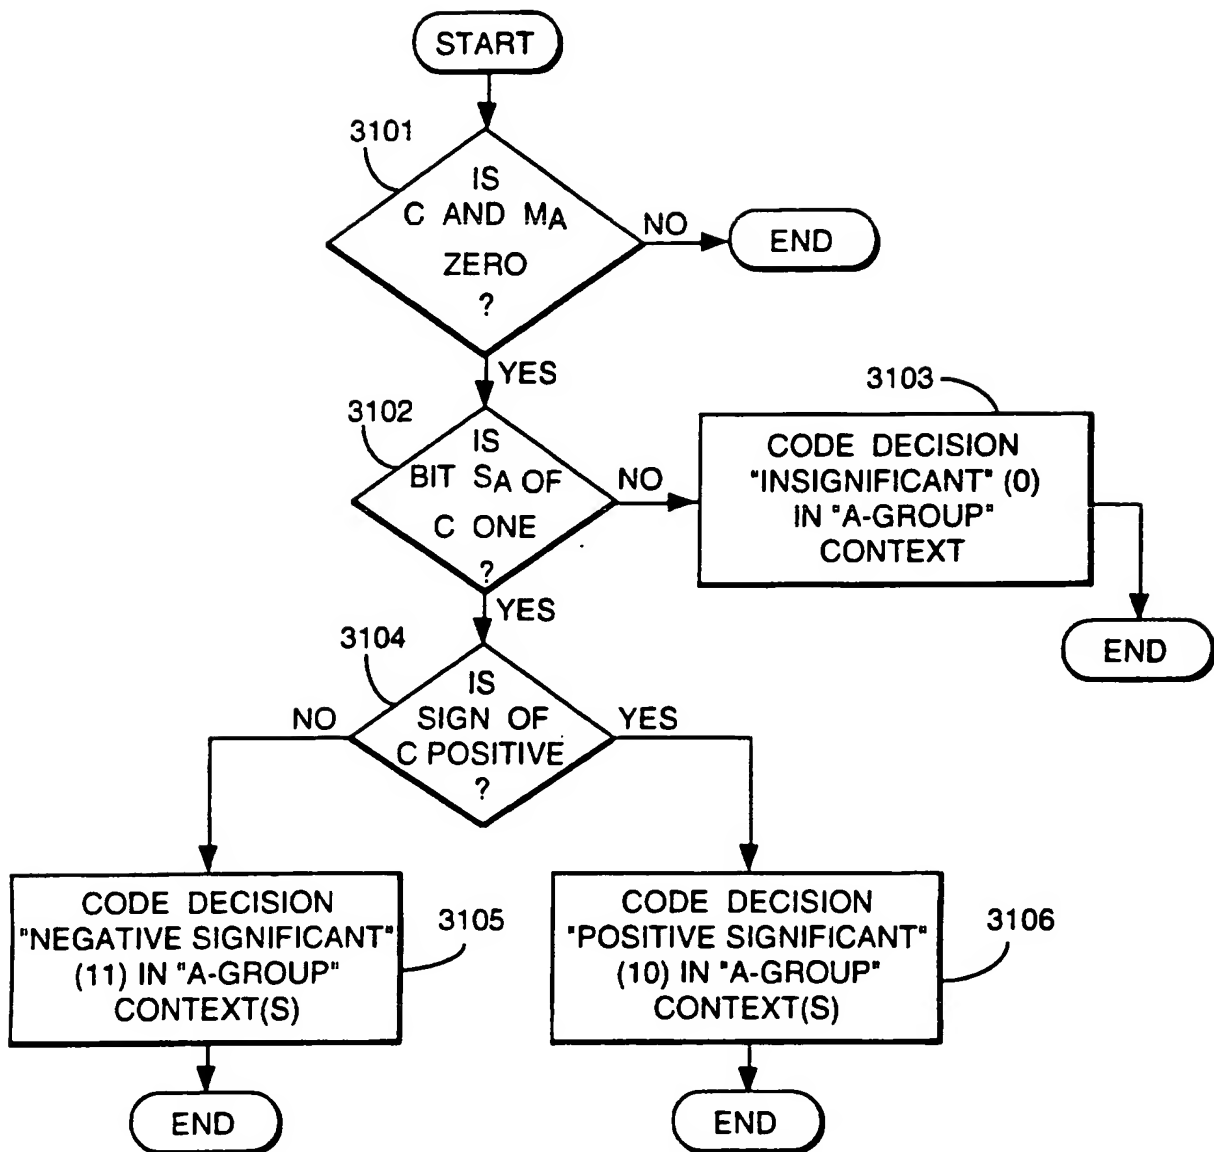 START
3101
IS
C AND MA
ZERO
?
NO
END
YES
3102
IS
BIT SA OF
C ONE
?
NO
3103
CODE DECISION
"INSIGNIFICANT" (0)
IN "A-GROUP"
CONTEXT
END
YES
3104
IS
SIGN OF
C POSITIVE
?
NO
YES
CODE DECISION
"NEGATIVE SIGNIFICANT"
(11) IN "A-GROUP"
CONTEXT(S)
3105
END
CODE DECISION
"POSITIVE SIGNIFICANT"
(10) IN "A-GROUP"
CONTEXT(S)
3106
END